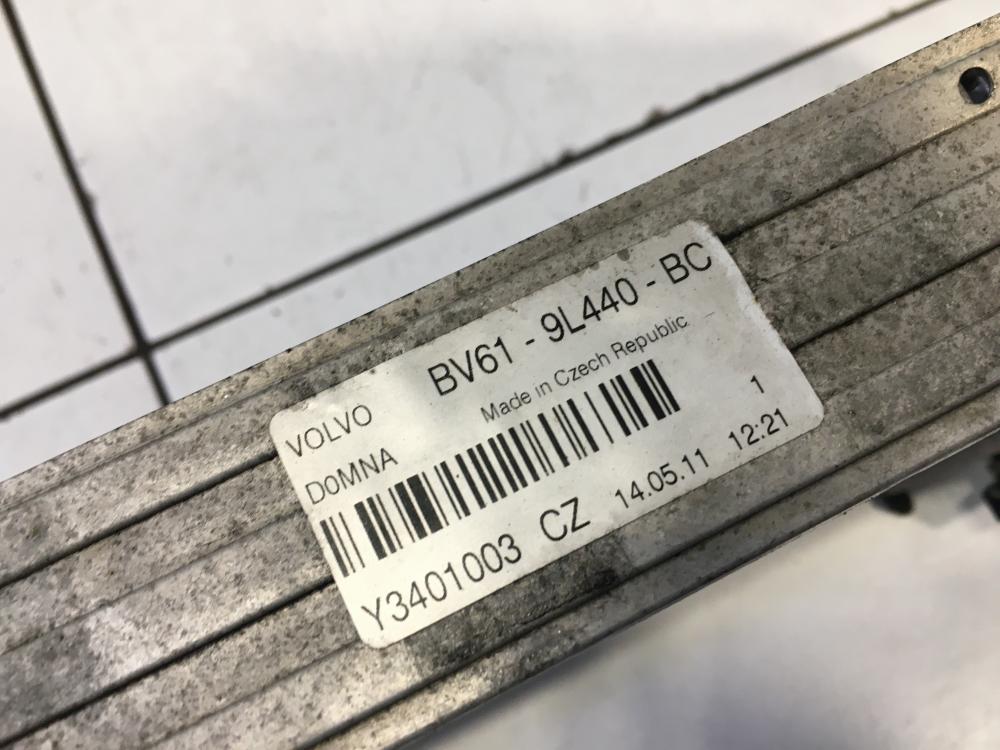 BV61 - 9L440 - BC
VOLVO
Made in Czech Republic
DOMNA
1
Y3401003 CZ 14.05.11 12:21